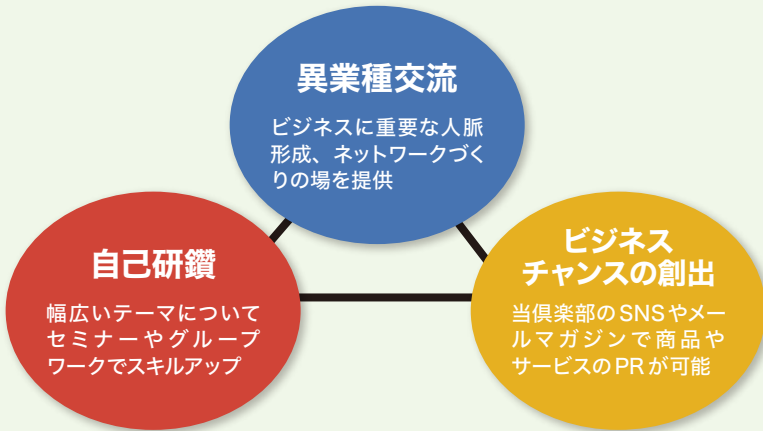 異業種交流
ビジネスに重要な人脈
形成、ネットワークづく
りの場を提供
自己研鑽
幅広いテーマについて
セミナーやグループ
ワークでスキルアップ
ビジネス
チャンスの創出
当倶楽部のSNSやメー
ルマガジンで商品や
サービスのPRが可能